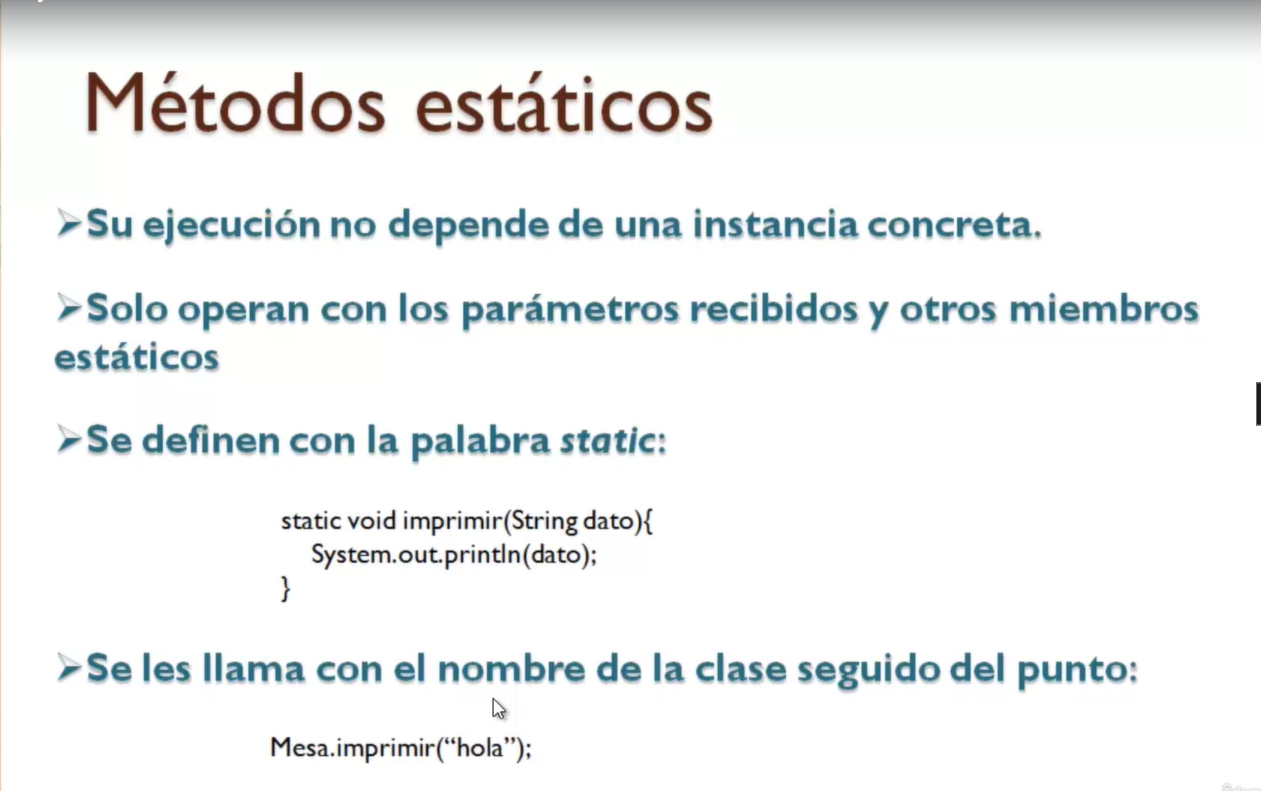 Métodos estáticos
➢Su ejecución no depende de una instancia concreta.
➢Solo operan con los parámetros recibidos y otros miembros
estáticos
➢Se definen con la palabra static:
static void imprimir(String dato){
System.out.println(dato);
}
➢Se les llama con el nombre de la clase seguido del punto:
Mesa.imprimir(“hola”);